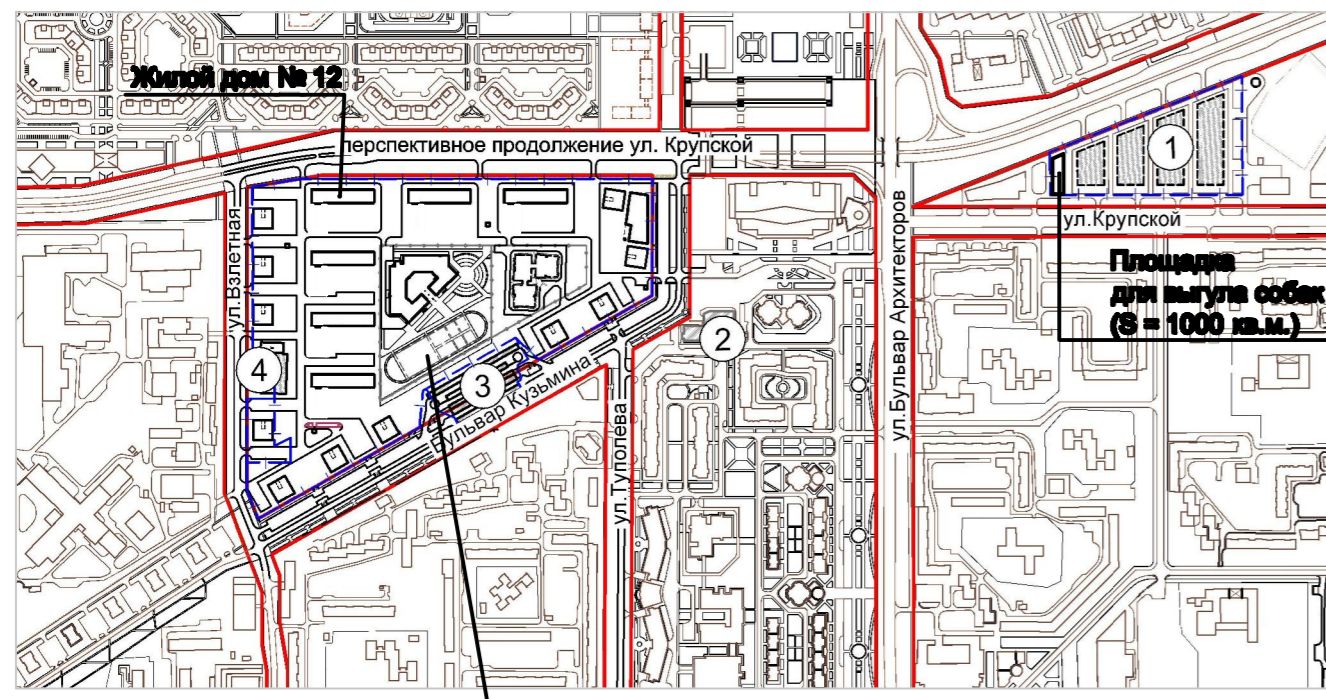 Жилой дом № 12
перспективное продолжение ул. Крупской
1
ул.Крупской
ул.Взлетная
ул.Бульвар Архитекторов
Площадка
для выгула собак
(S = 1000 кв.м.)
2
4
3
Бульвар Кузьмина
ул.Туполева